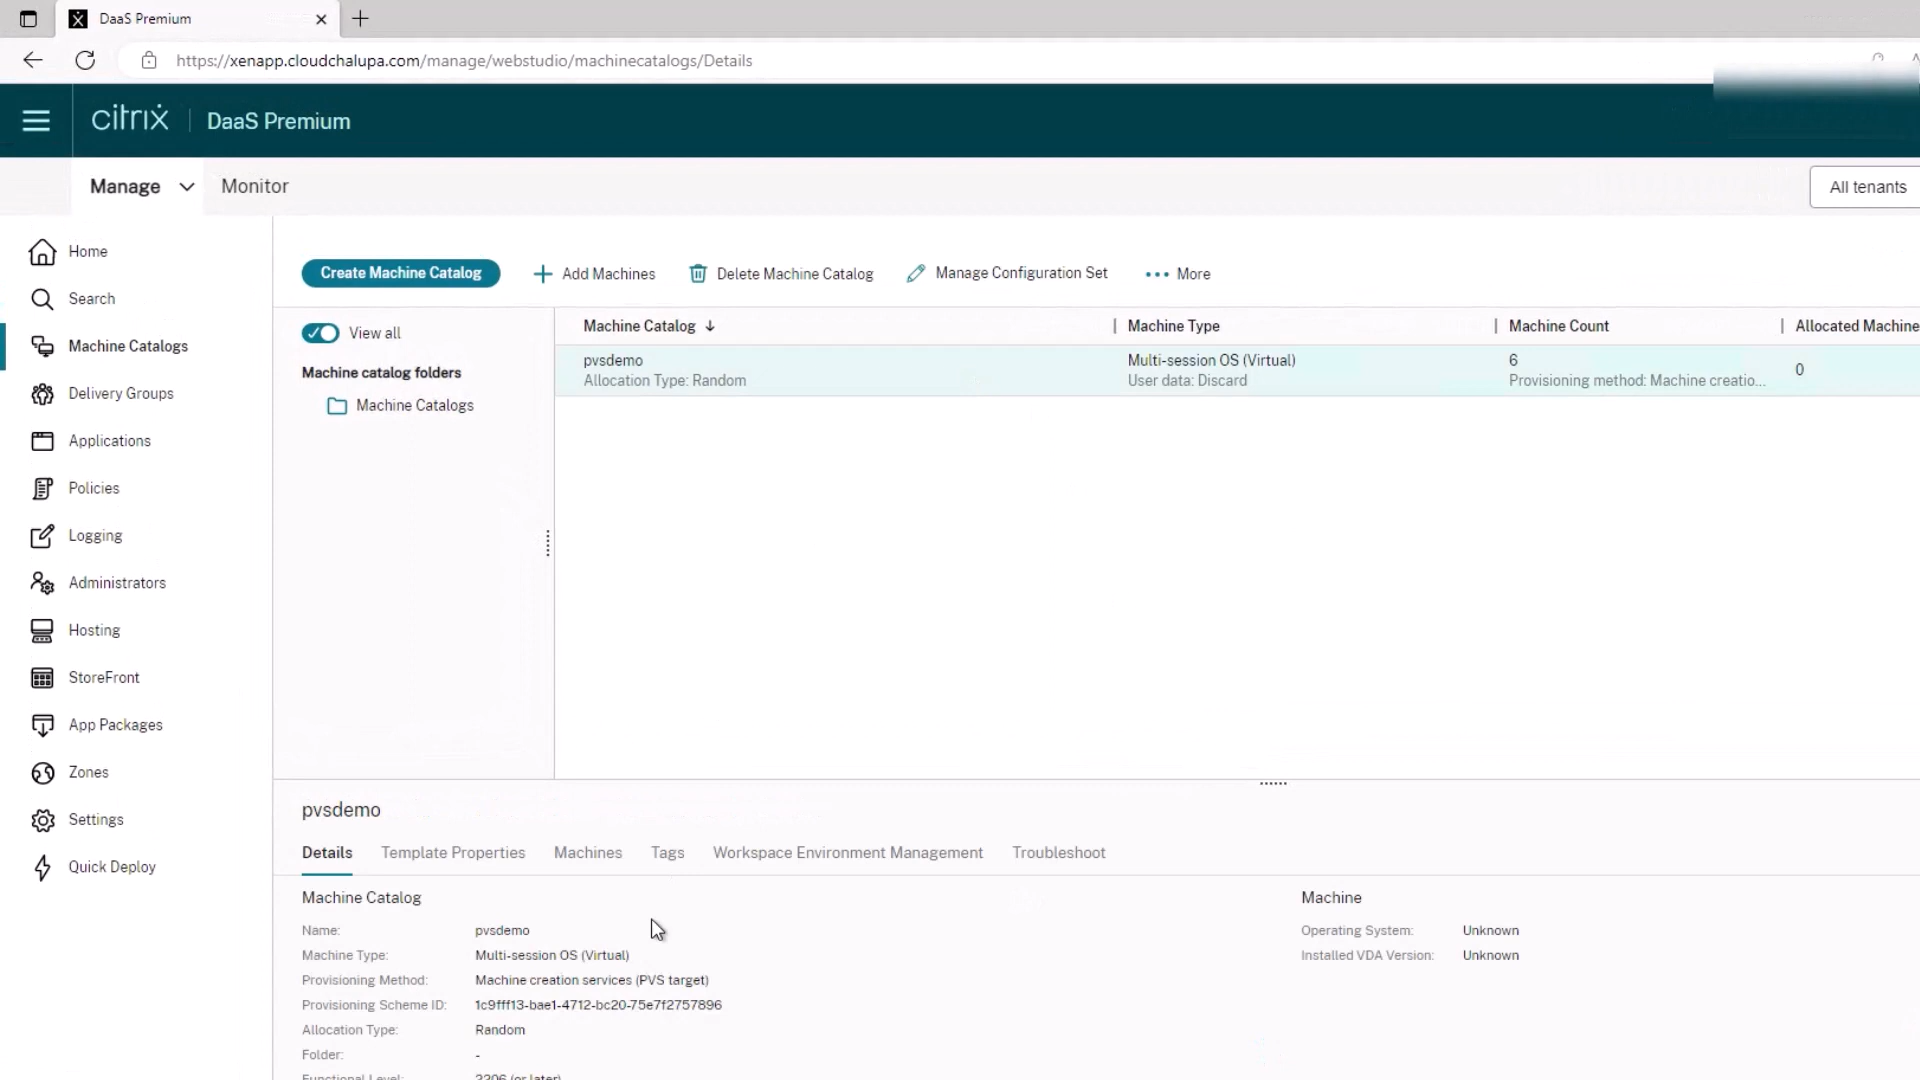 DaaS Premium
https://xenapp.cloudchalupa.com/manage/webstudio/machinecatalogs/Details
citrix DaaS Premium
Manage Monitor All tenants
Home
Search
Machine Catalogs
Delivery Groups
Applications
Policies
Logging
Administrators
Hosting
StoreFront
App Packages
Zones
Settings
Quick Deploy
Create Machine Catalog Add Machines Delete Machine Catalog Manage Configuration Set More
View all
Machine catalog folders
Machine Catalogs
Machine Catalog Machine Type Machine Count Allocated Machine
pvsdemo Multi-session OS (Virtual) 6 0
Allocation Type: Random User data: Discard Provisioning method: Machine creatio...
pvsdemo
Details Template Properties Machines Tags Workspace Environment Management Troubleshoot
Machine Catalog
Name: pvsdemo
Machine Type: Multi-session OS (Virtual)
Provisioning Method: Machine creation services (PVS target)
Provisioning Scheme ID: 1c9fff13-bae1-4712-bc20-75e7f2757896
Allocation Type: Random
Folder: -
Functional Level: 2206 (or later)
Machine
Operating System: Unknown
Installed VDA Version: Unknown